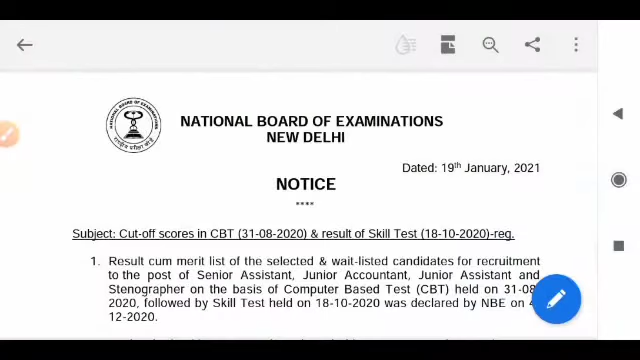 NATIONAL BOARD OF EXAMINATIONS
NEW DELHI
Dated: 19th January, 2021
NOTICE
****
Subject: Cut-off scores in CBT (31-08-2020) & result of Skill Test (18-10-2020)-reg.
1. Result cum merit list of the selected & wait-listed candidates for recruitment
to the post of Senior Assistant, Junior Accountant, Junior Assistant and
Stenographer on the basis of Computer Based Test (CBT) held on 31-08
2020, followed by Skill Test held on 18-10-2020 was declared by NBE on
12-2020.